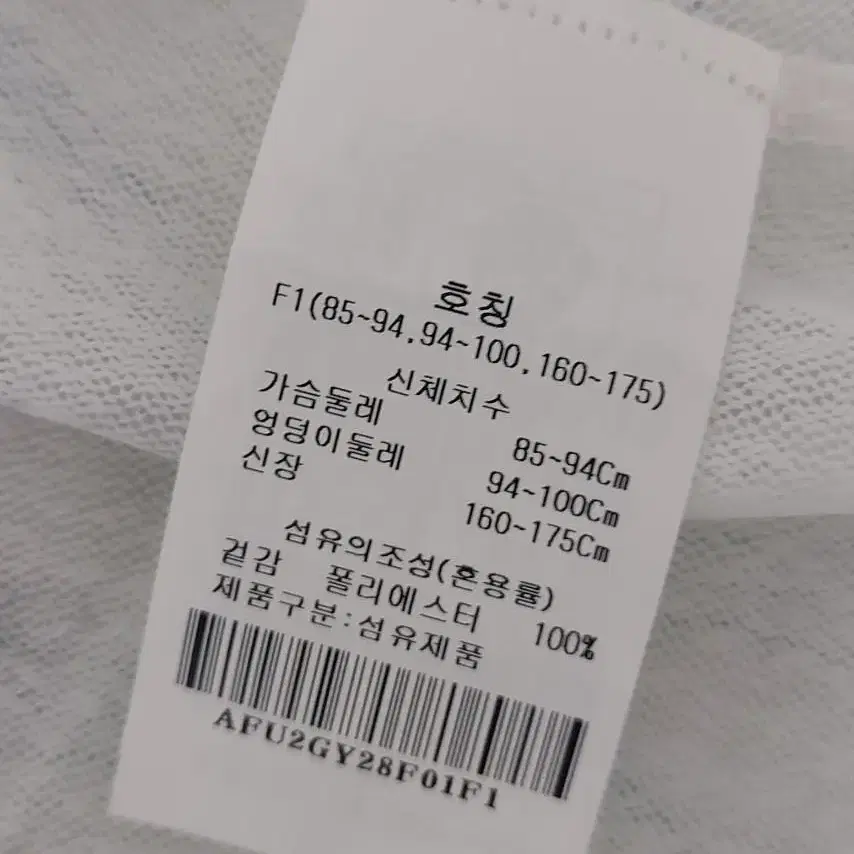 호칭
F1(85~94,94~100,160~175)
신체치수
가슴둘레 85~94Cm
엉덩이둘레 94~100Cm
신장 160~175Cm
섬유의조성(혼용률)
겉감 폴리에스터 100%
제품구분:섬유제품
AFU2GY28F01F1